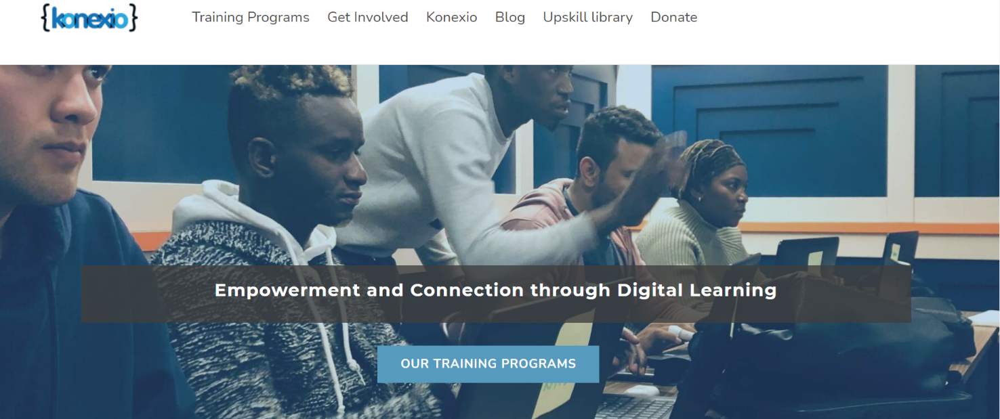 {konexio}
Training Programs Get Involved Konexio Blog Upskill library Donate
Empowerment and Connection through Digital Learning
OUR TRAINING PROGRAMS